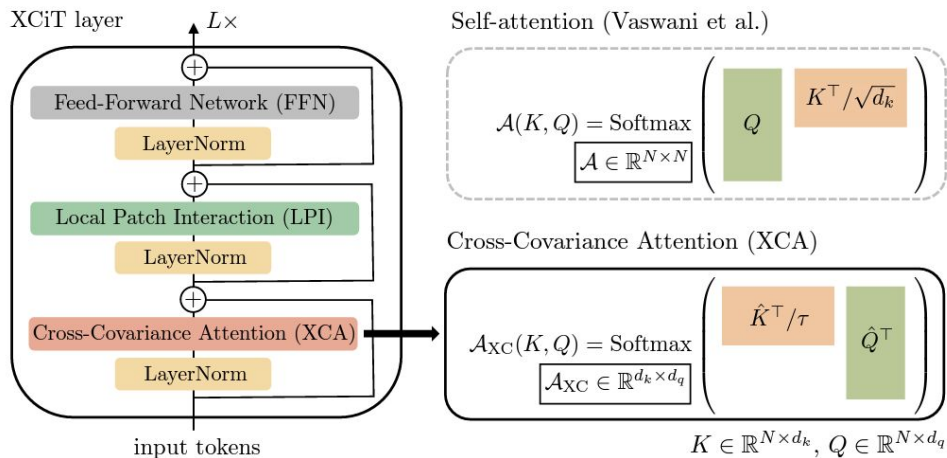 XCiT layer
L×
⊕
Feed-Forward Network (FFN)
LayerNorm
⊕
Local Patch Interaction (LPI)
LayerNorm
⊕
Cross-Covariance Attention (XCA)
LayerNorm
input tokens
Self-attention (Vaswani et al.)
𝒜(K, Q) = Softmax ( Q K^⊤/√d_k )
𝒜 ∈ ℝ^{N×N}
Cross-Covariance Attention (XCA)
𝒜_XC(K, Q) = Softmax ( K̂^⊤/τ Q̂^⊤ )
𝒜_XC ∈ ℝ^{d_k×d_q}
K ∈ ℝ^{N×d_k}, Q ∈ ℝ^{N×d_q}